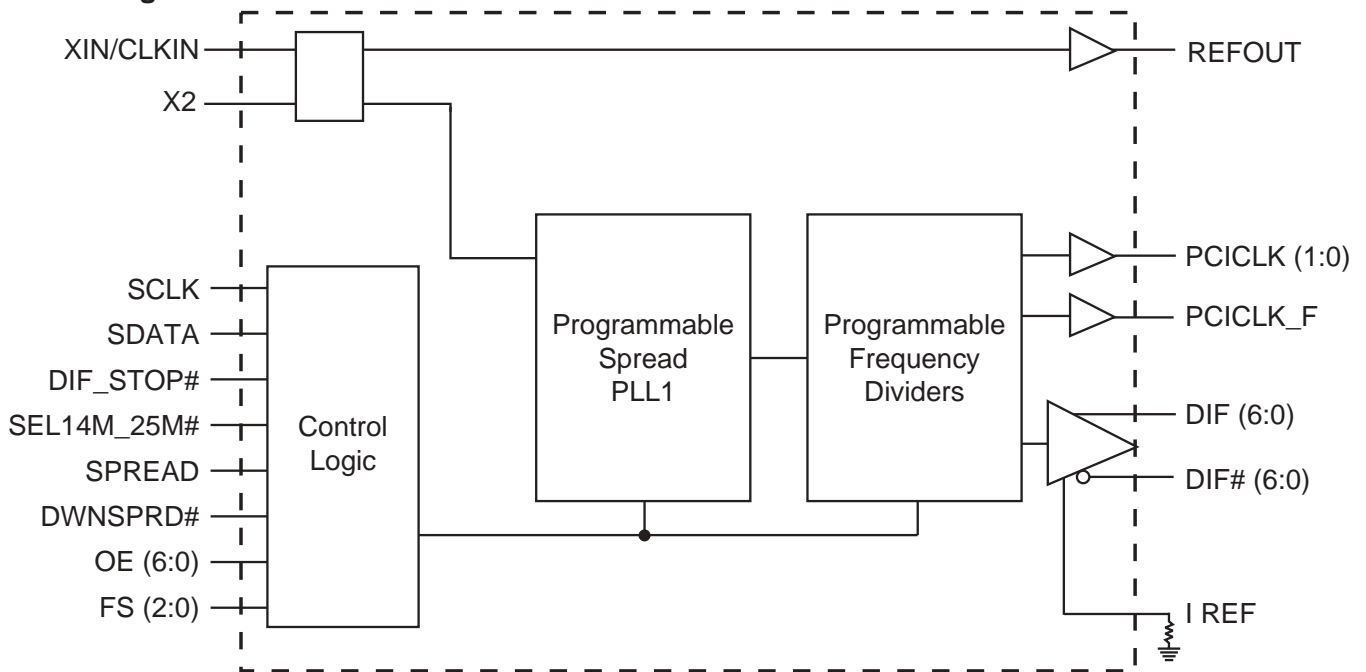 XIN/CLKIN
X2
REFOUT
SCLK
SDATA
DIF_STOP#
SEL14M_25M#
SPREAD
DWNSPRD#
OE (6:0)
FS (2:0)
Control
Logic
Programmable
Spread
PLL1
Programmable
Frequency
Dividers
PCICLK (1:0)
PCICLK_F
DIF (6:0)
DIF# (6:0)
I REF